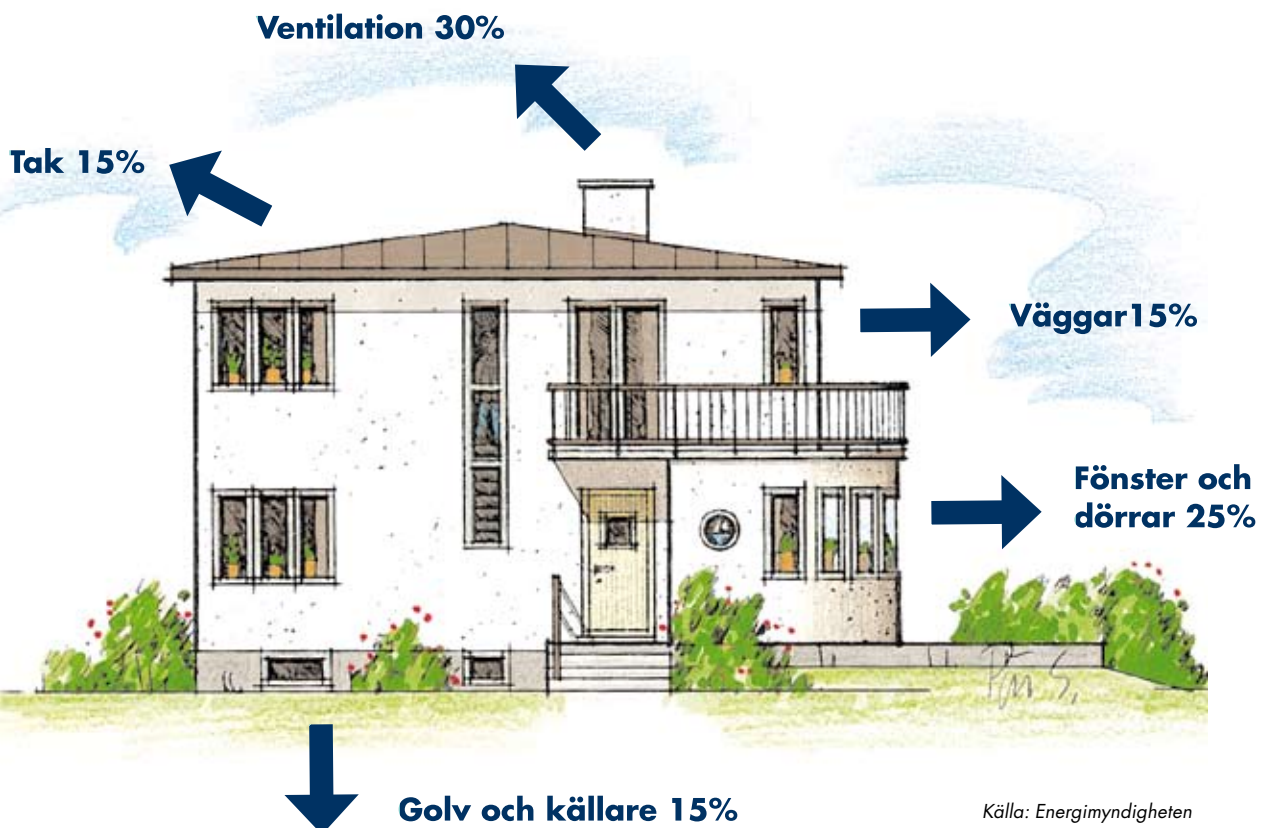 Ventilation 30%
Tak 15%
Väggar15%
Fönster och
dörrar 25%
Golv och källare 15%
Källa: Energimyndigheten